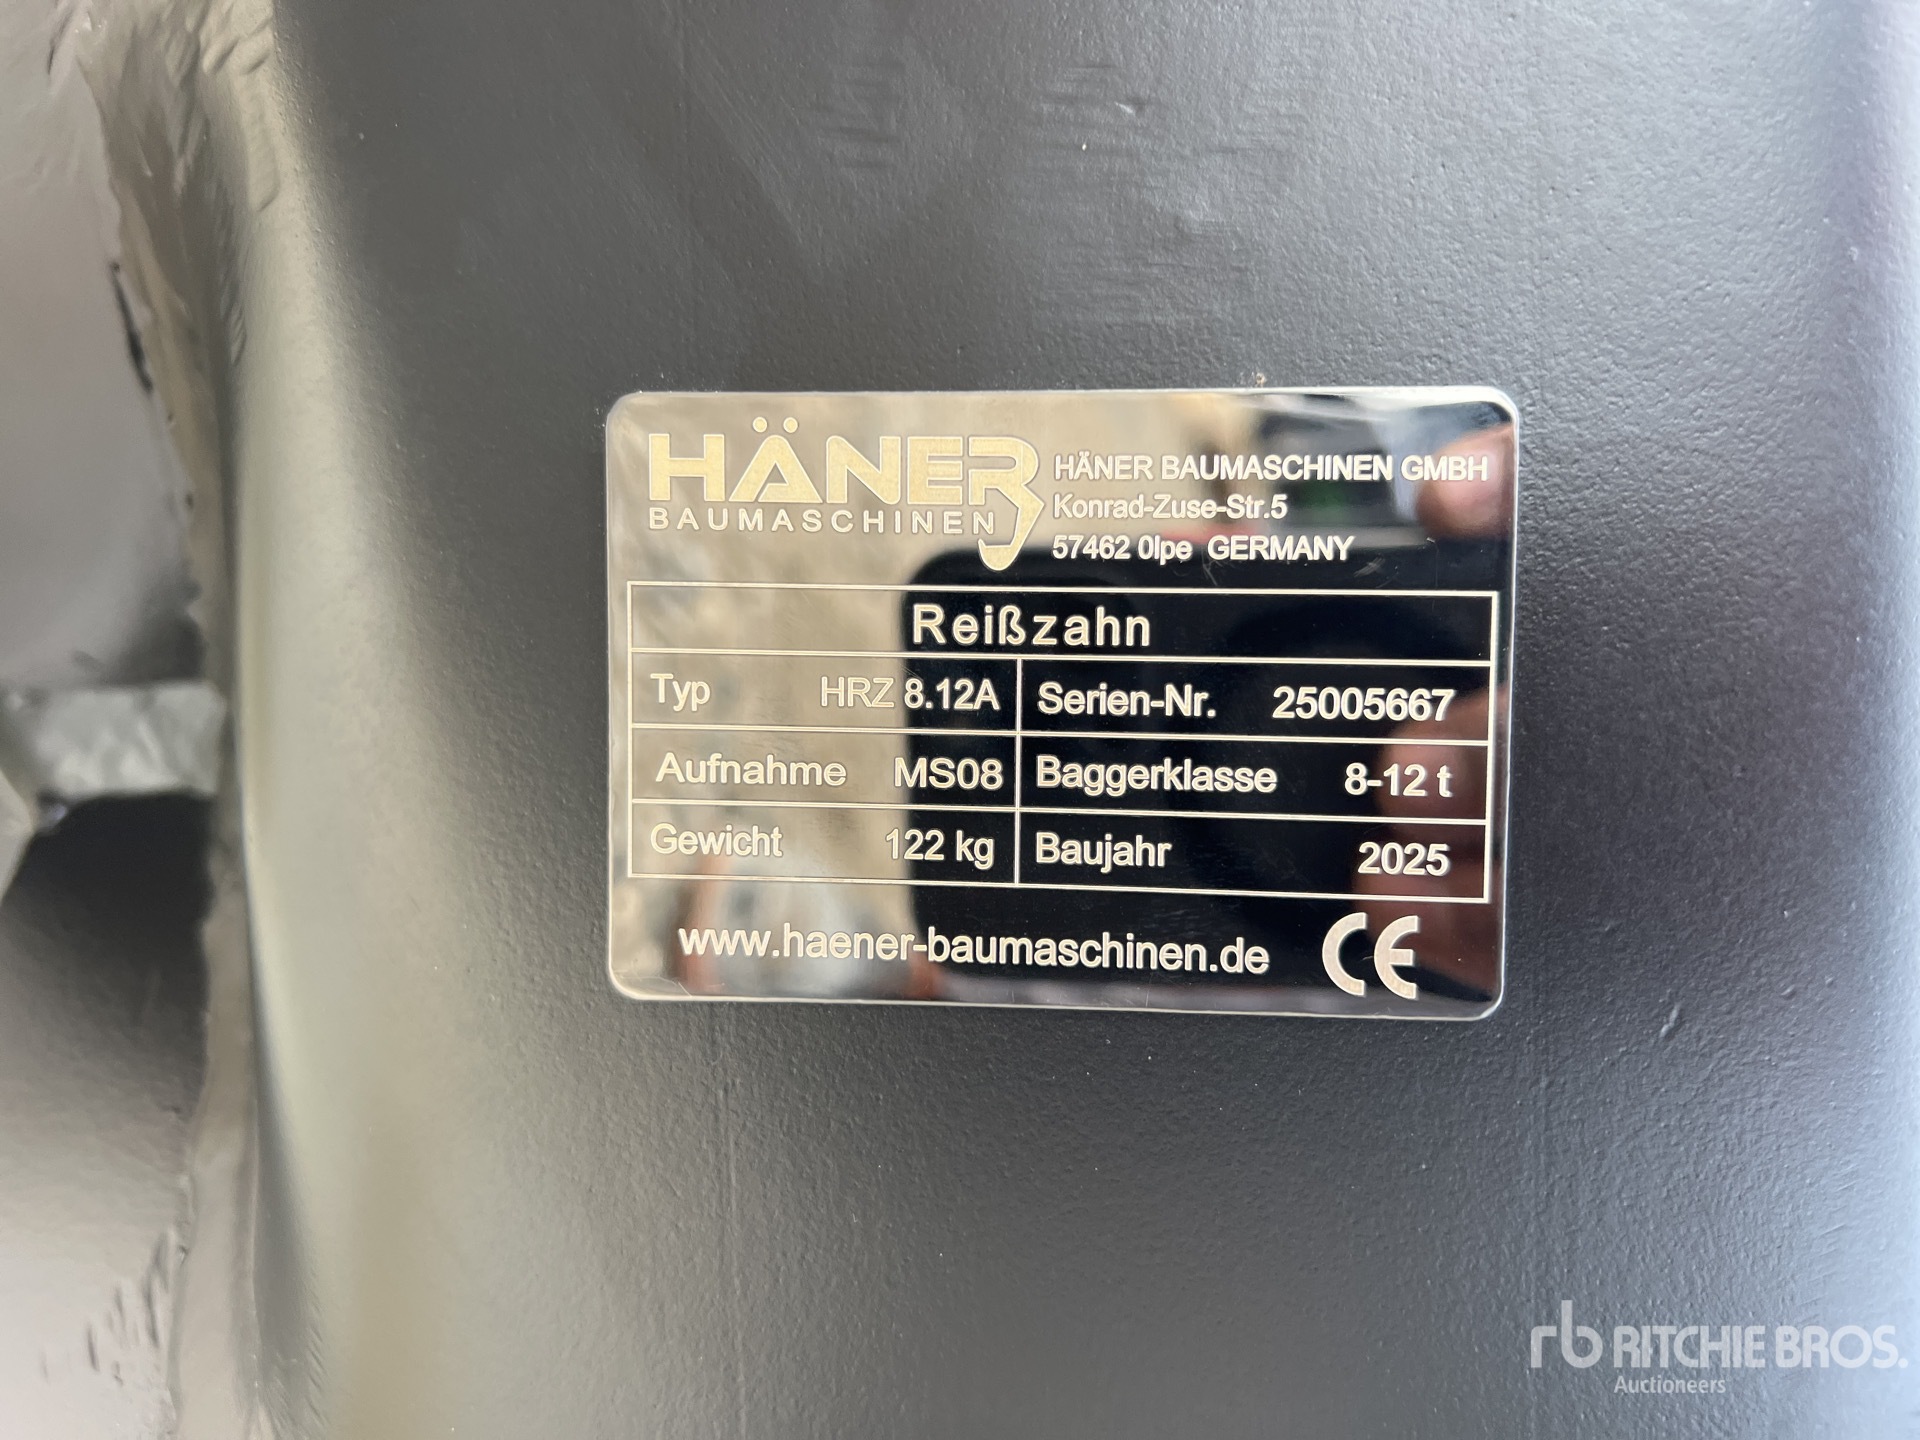 HÄNER
BAUMASCHINEN
HÄNER BAUMASCHINEN GMBH
Konrad-Zuse-Str.5
57462 Olpe GERMANY
Reißzahn
Typ HRZ 8.12A Serien-Nr. 25005667
Aufnahme MS08 Baggerklasse 8-12 t
Gewicht 122 kg Baujahr 2025
www.haener-baumaschinen.de CE
rb RITCHIE BROS.
Auctioneers